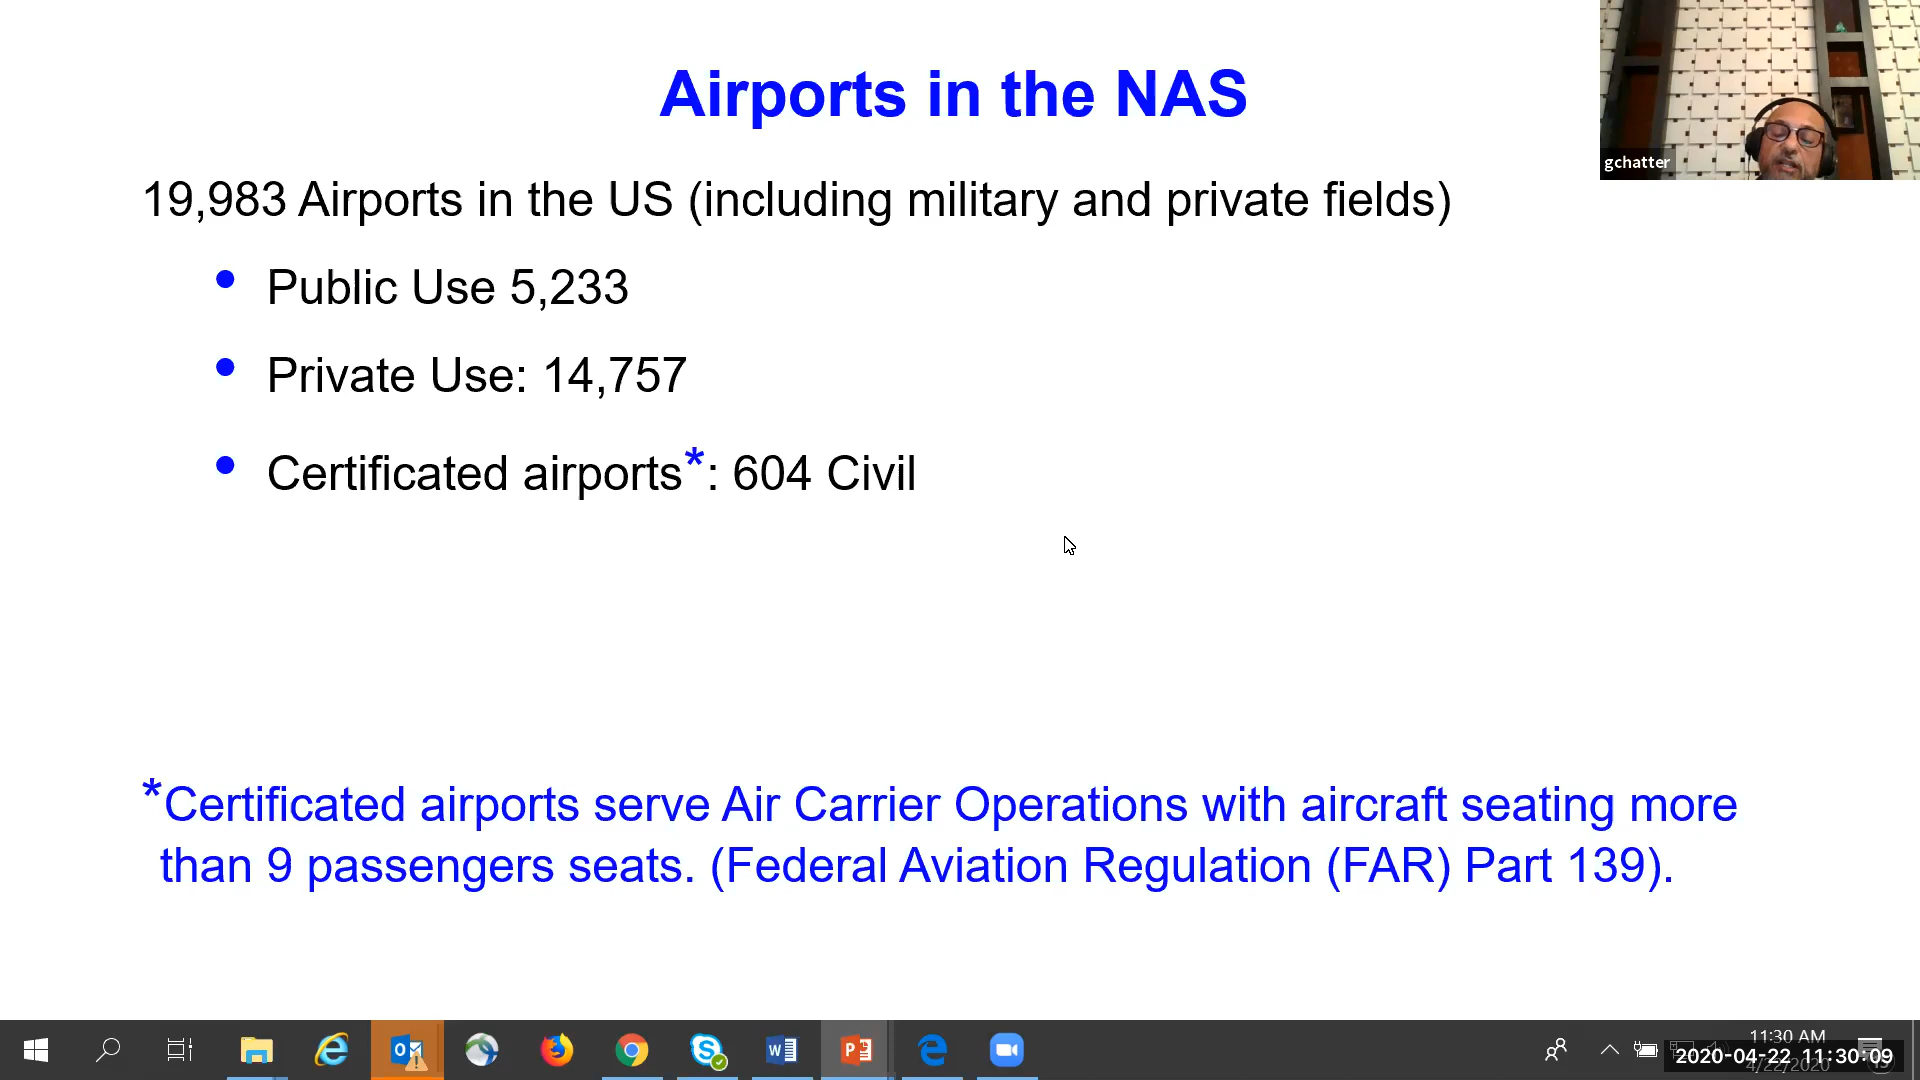 Airports in the NAS
gchatter
19,983 Airports in the US (including military and private fields)
• Public Use 5,233
• Private Use: 14,757
• Certificated airports*: 604 Civil
*Certificated airports serve Air Carrier Operations with aircraft seating more
than 9 passengers seats. (Federal Aviation Regulation (FAR) Part 139).
11:30 AM
2020-04-22 11:30:09
4/22/2020